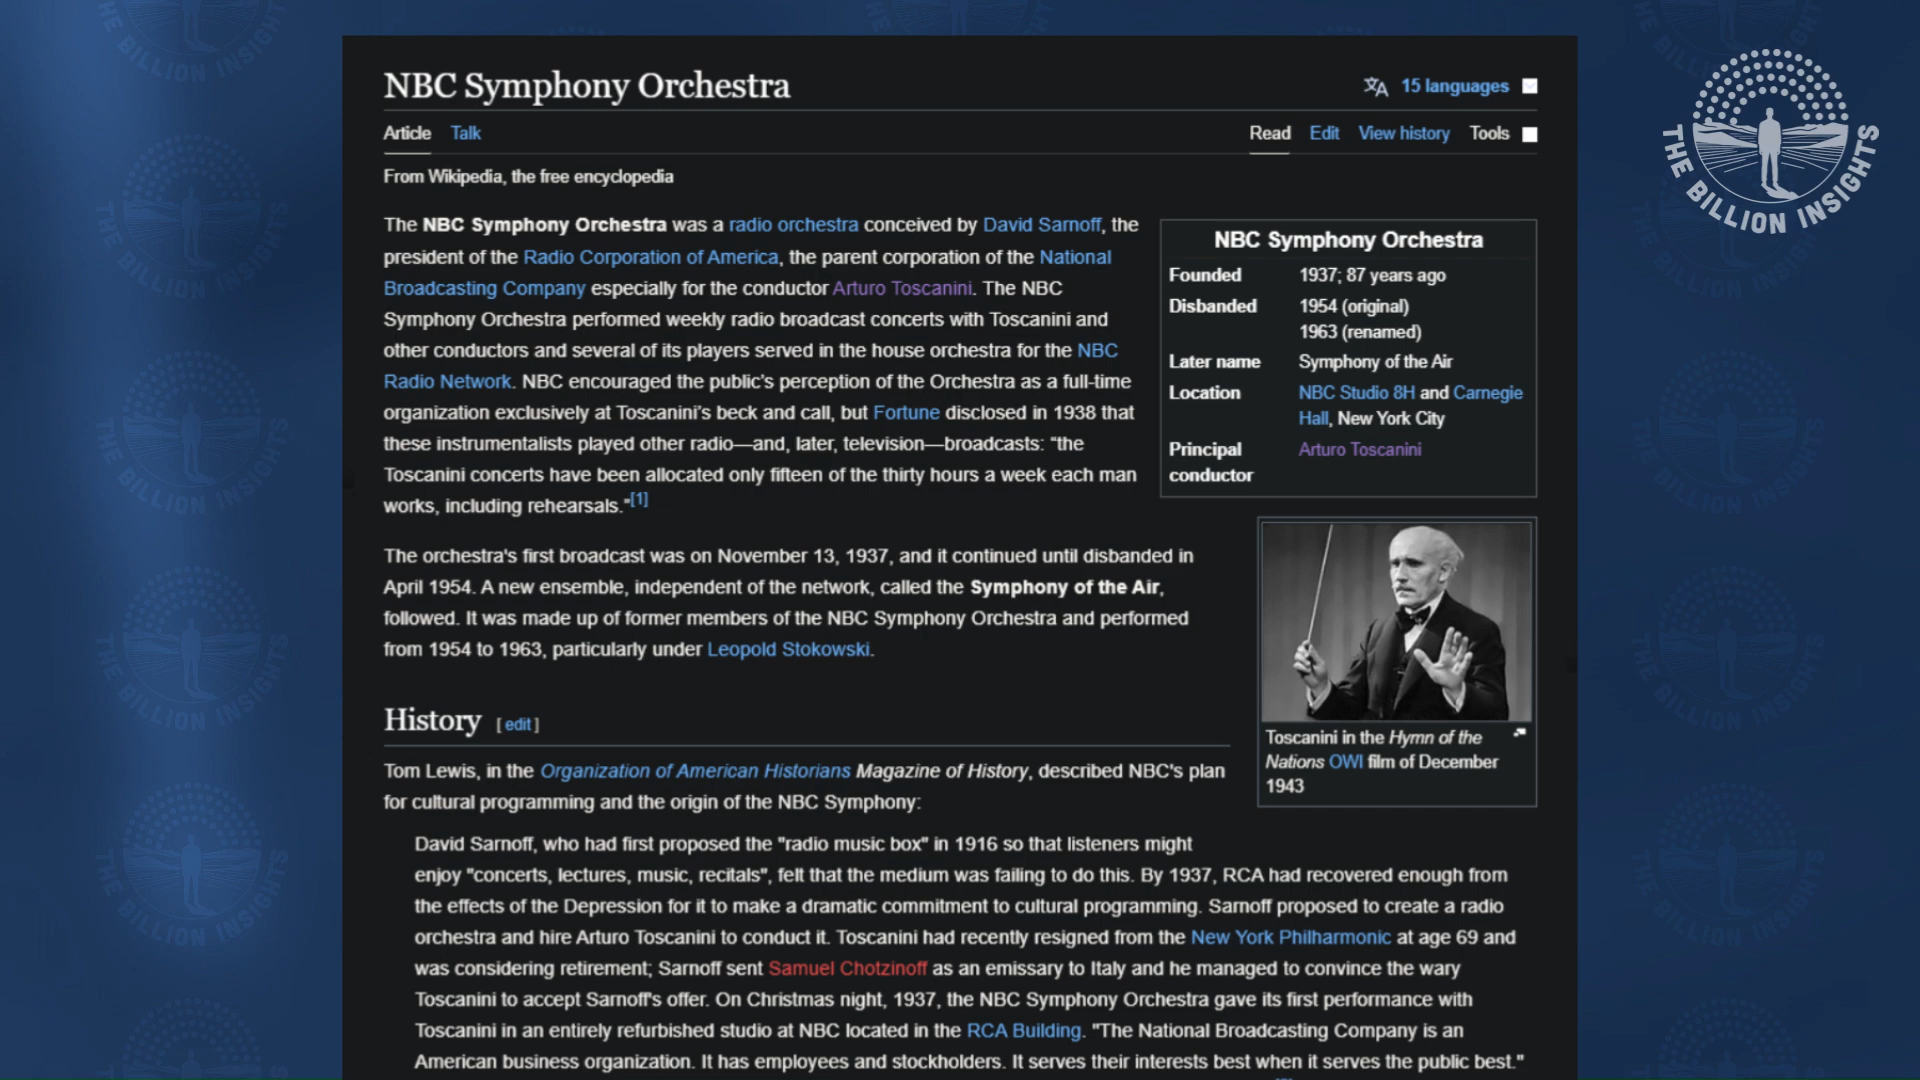 NBC Symphony Orchestra
15 languages
Article Talk
Read Edit View history Tools
From Wikipedia, the free encyclopedia
The NBC Symphony Orchestra was a radio orchestra conceived by David Sarnoff, the
president of the Radio Corporation of America, the parent corporation of the National
Broadcasting Company especially for the conductor Arturo Toscanini. The NBC
Symphony Orchestra performed weekly radio broadcast concerts with Toscanini and
other conductors and several of its players served in the house orchestra for the NBC
Radio Network. NBC encouraged the public's perception of the Orchestra as a full-time
organization exclusively at Toscanini's beck and call, but Fortune disclosed in 1938 that
these instrumentalists played other radio—and, later, television—broadcasts: "the
Toscanini concerts have been allocated only fifteen of the thirty hours a week each man
works, including rehearsals."[1]
NBC Symphony Orchestra
Founded 1937; 87 years ago
Disbanded 1954 (original)
1963 (renamed)
Later name Symphony of the Air
Location NBC Studio 8H and Carnegie
Hall, New York City
Principal Arturo Toscanini
conductor
The orchestra's first broadcast was on November 13, 1937, and it continued until disbanded in
April 1954. A new ensemble, independent of the network, called the Symphony of the Air,
followed. It was made up of former members of the NBC Symphony Orchestra and performed
from 1954 to 1963, particularly under Leopold Stokowski.
Toscanini in the Hymn of the
Nations OWI film of December
1943
History [ edit ]
Tom Lewis, in the Organization of American Historians Magazine of History, described NBC's plan
for cultural programming and the origin of the NBC Symphony:
David Sarnoff, who had first proposed the "radio music box" in 1916 so that listeners might
enjoy "concerts, lectures, music, recitals", felt that the medium was failing to do this. By 1937, RCA had recovered enough from
the effects of the Depression for it to make a dramatic commitment to cultural programming. Sarnoff proposed to create a radio
orchestra and hire Arturo Toscanini to conduct it. Toscanini had recently resigned from the New York Philharmonic at age 69 and
was considering retirement; Sarnoff sent Samuel Chotzinoff as an emissary to Italy and he managed to convince the wary
Toscanini to accept Sarnoff's offer. On Christmas night, 1937, the NBC Symphony Orchestra gave its first performance with
Toscanini in an entirely refurbished studio at NBC located in the RCA Building. "The National Broadcasting Company is an
American business organization. It has employees and stockholders. It serves their interests best when it serves the public best."
THE BILLION INSIGHTS